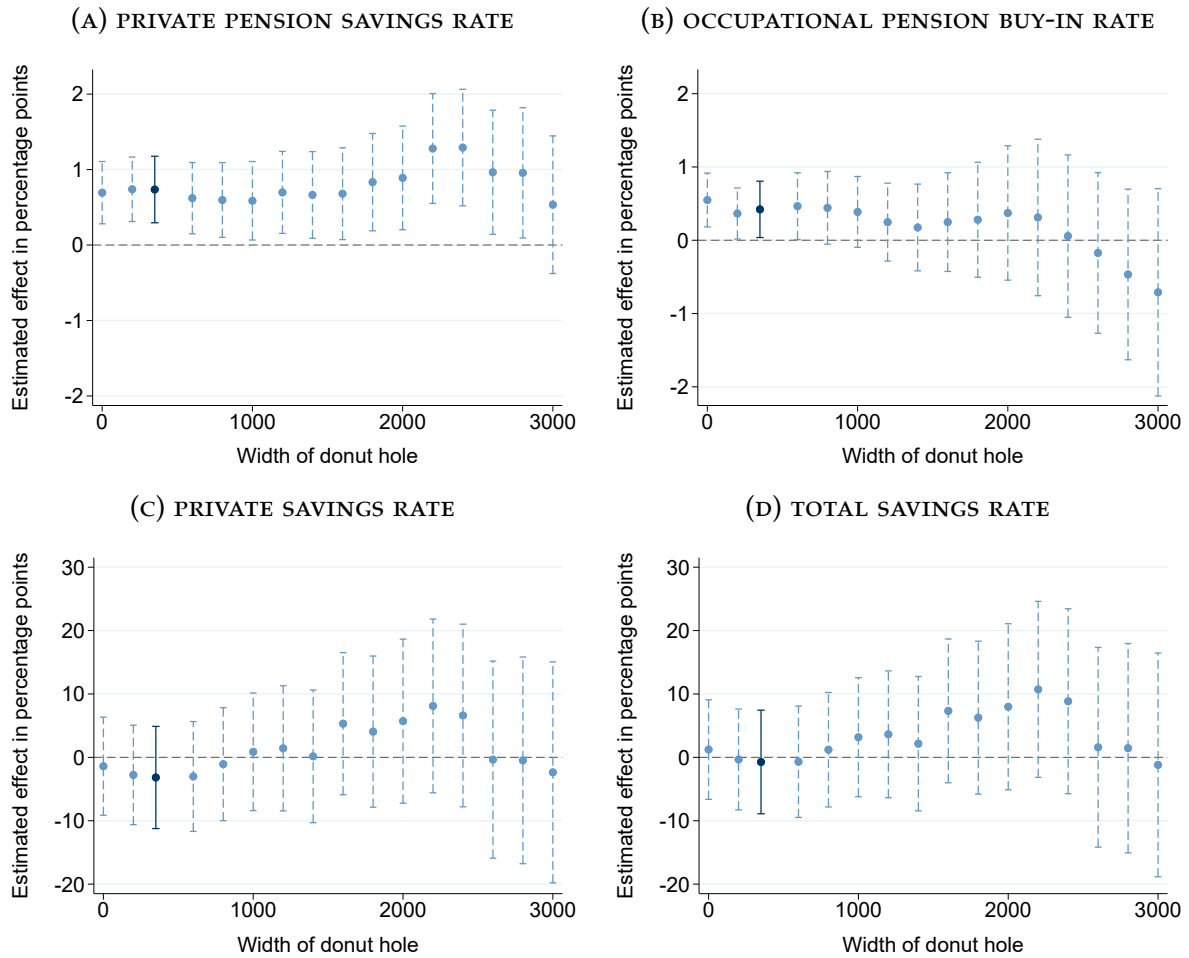 (A) PRIVATE PENSION SAVINGS RATE
Estimated effect in percentage points
2
1
0
-1
-2
0 1000 2000 3000
Width of donut hole
(B) OCCUPATIONAL PENSION BUY-IN RATE
Estimated effect in percentage points
2
1
0
-1
-2
0 1000 2000 3000
Width of donut hole
(C) PRIVATE SAVINGS RATE
Estimated effect in percentage points
30
20
10
0
-10
-20
0 1000 2000 3000
Width of donut hole
(D) TOTAL SAVINGS RATE
Estimated effect in percentage points
30
20
10
0
-10
-20
0 1000 2000 3000
Width of donut hole